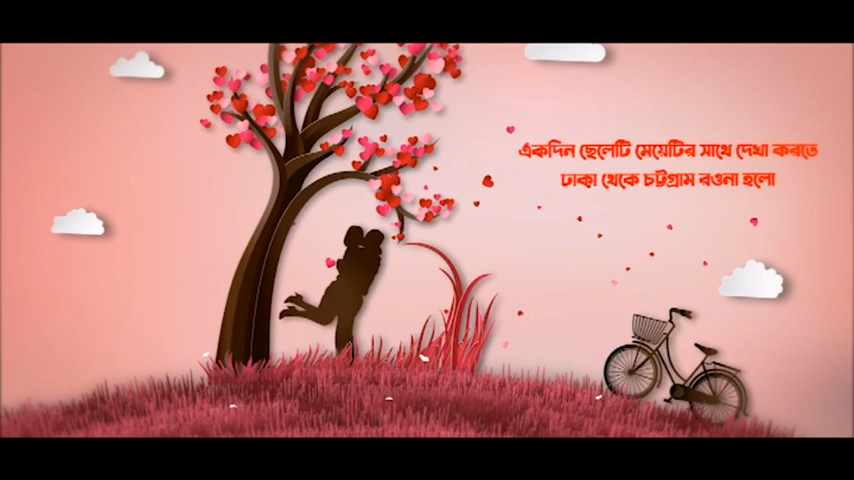 একদিন ছেলেটি মেয়েটির সাথে দেখা করতে
ঢাকা থেকে চট্টগ্রাম রওনা হলো